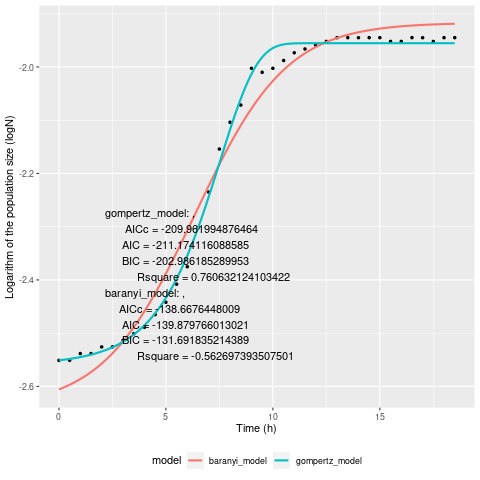 -2.0
-2.2
-2.4
-2.6
Logarithm of the population size (logN)
gompertz_model: ,
AICc = -209.961994876464
AIC = -211.174116088585
BIC = -202.986185289953
Rsquare = 0.760632124103422
baranyi_model: ,
AICc = -138.6676448009
AIC = -139.879766013021
BIC = -131.691835214389
Rsquare = -0.562697393507501
0
5
10
15
Time (h)
model
baranyi_model
gompertz_model